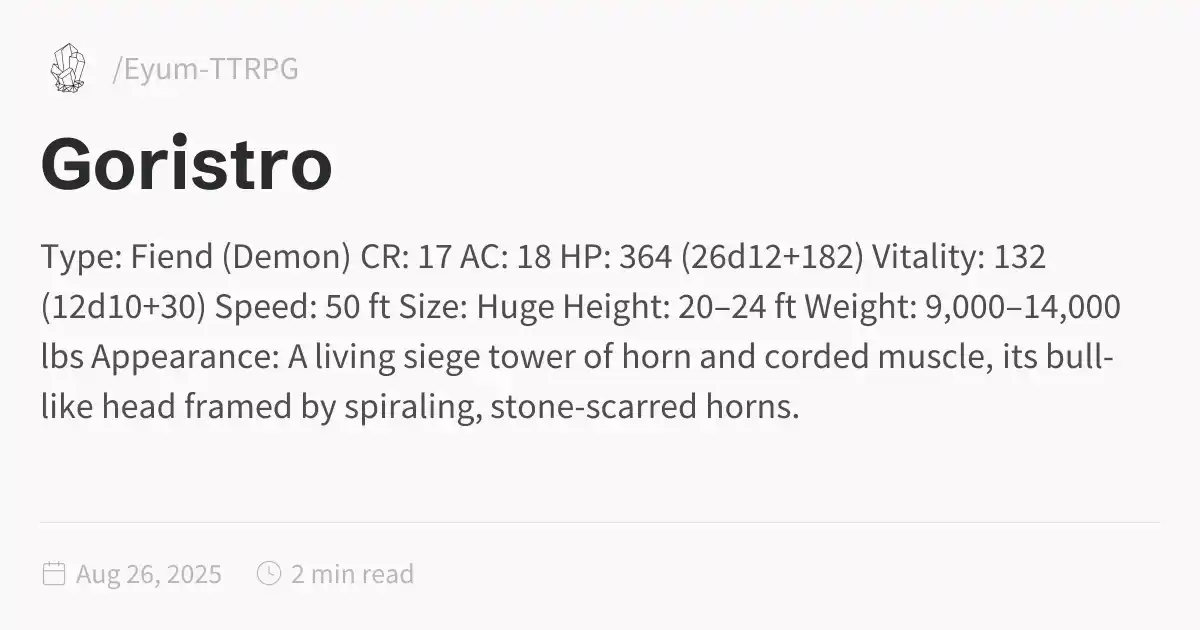 /Eyum-TTRPG
Goristro
Type: Fiend (Demon) CR: 17 AC: 18 HP: 364 (26d12+182) Vitality: 132
(12d10+30) Speed: 50 ft Size: Huge Height: 20–24 ft Weight: 9,000–14,000
lbs Appearance: A living siege tower of horn and corded muscle, its bull-
like head framed by spiraling, stone-scarred horns.
Aug 26, 2025 2 min read